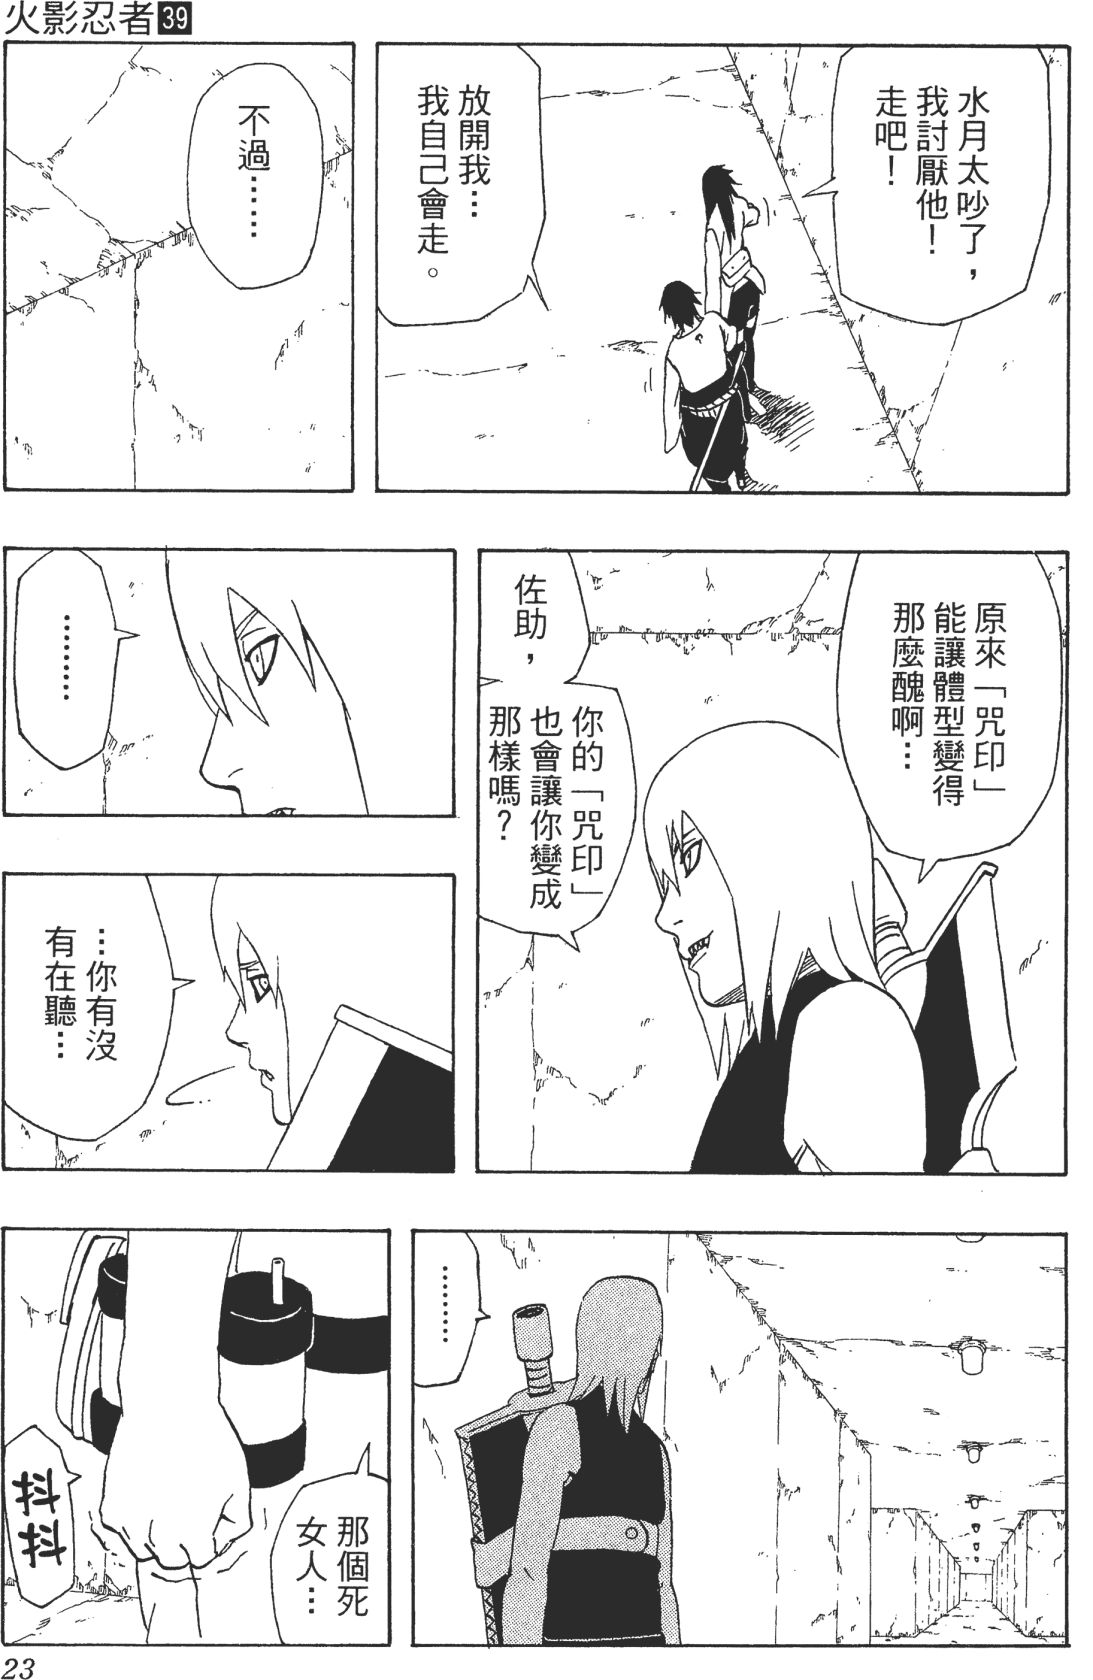 火影忍者39
水月太吵了，
我討厭他！
走吧！
放開我…
我自己會走。
不過……
原來「咒印」
能讓體型變得
那麼醜啊…
佐助，
你的「咒印」
也會讓你變成
那樣嗎？
………
…你有沒
有在聽…
………
那個死
女人…
抖
抖
23